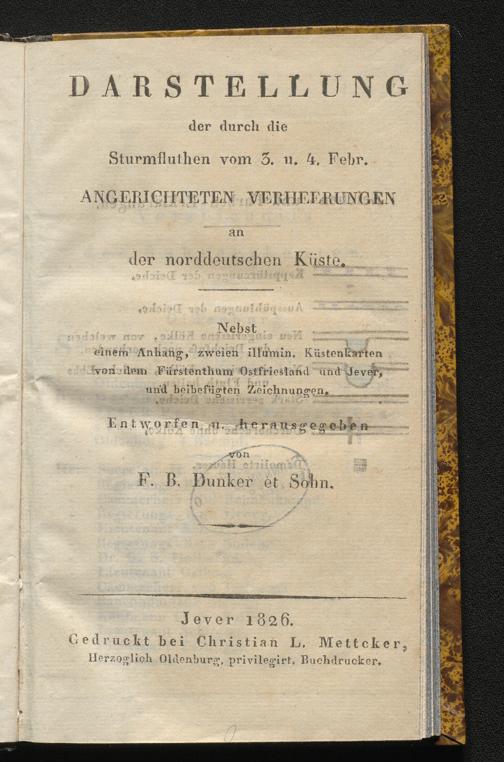 DARSTELLUNG
der durch die
Sturmfluthen vom 3. u. 4. Febr.
ANGERICHTETEN VERHEERUNGEN
an
der norddeutschen Küste.
Nebst
einem Anhang, zweien illumin. Küstenkarten
von dem Fürstenthum Ostfriesland und Jever,
und beibefügten Zeichnungen.
Entworfen u. herausgegeben
von
F. B. Dunker et Sohn.
Jever 1826.
Gedruckt bei Christian L. Mettcker,
Herzoglich Oldenburg. privilegirt. Buchdrucker.